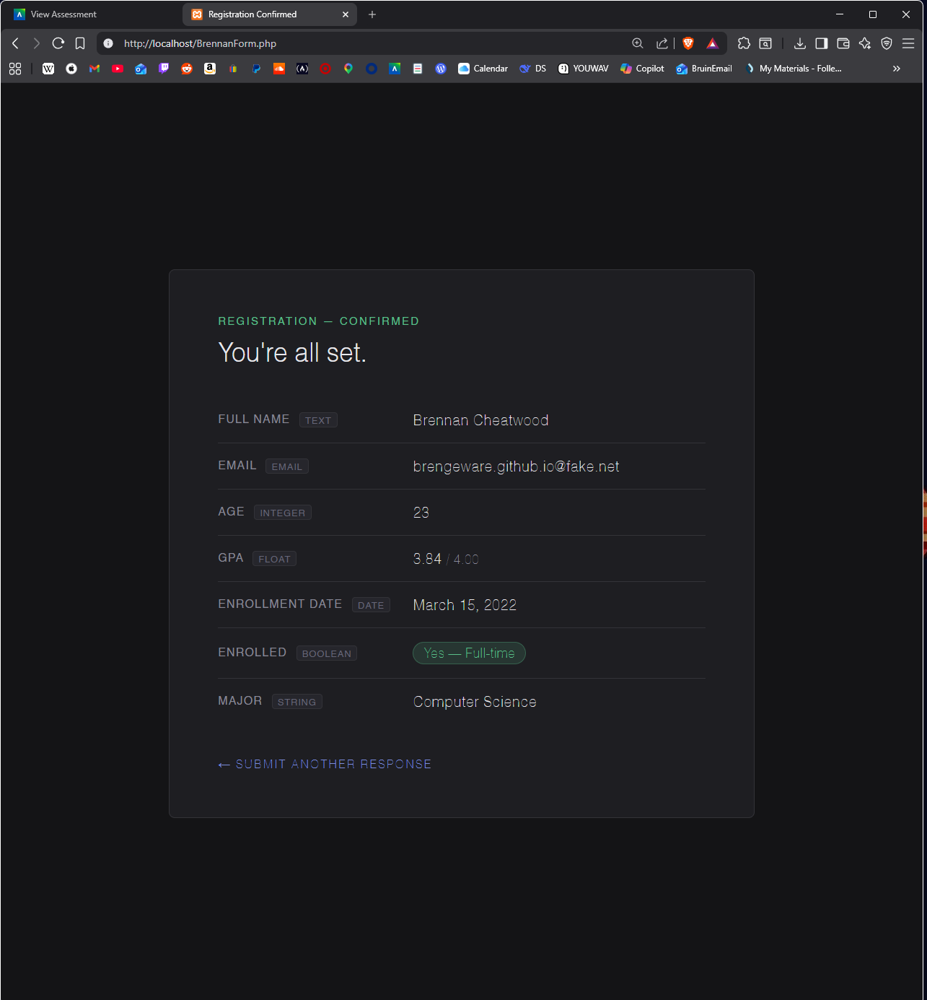 View Assessment
Registration Confirmed
http://localhost/BrennanForm.php
Calendar DS YOUWAV Copilot BruinEmail My Materials - Folle...
REGISTRATION — CONFIRMED
You're all set.
FULL NAME TEXT Brennan Cheatwood
EMAIL EMAIL brengeware.github.io@fake.net
AGE INTEGER 23
GPA FLOAT 3.84 / 4.00
ENROLLMENT DATE DATE March 15, 2022
ENROLLED BOOLEAN Yes — Full-time
MAJOR STRING Computer Science
← SUBMIT ANOTHER RESPONSE